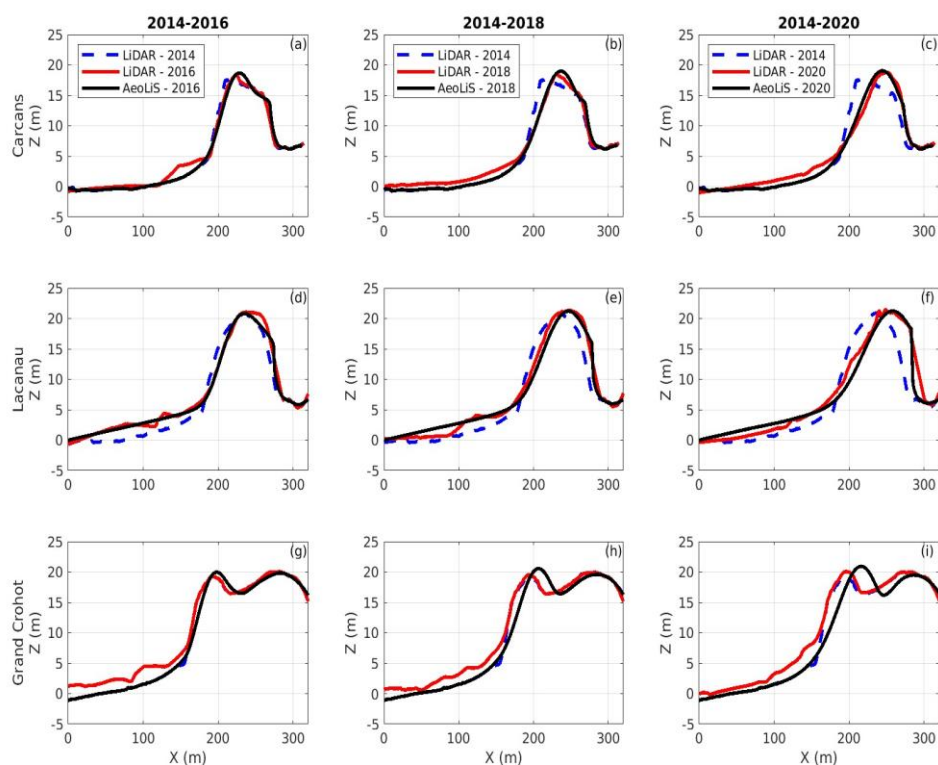 2014-2016 2014-2018 2014-2020
25 (a) 25 (b) 25 (c)
LiDAR - 2014 LiDAR - 2014 LiDAR - 2014
20 LiDAR - 2016 20 LiDAR - 2018 20 LiDAR - 2020
AeoLiS - 2016 AeoLiS - 2018 AeoLiS - 2020
15 15 15
Carcans Z (m) 10 Z (m) 10 Z (m) 10
5 5 5
0 0 0
-5 -5 -5
0 100 200 300 0 100 200 300 0 100 200 300
25 (d) 25 (e) 25 (f)
20 20 20
15 15 15
Lacanau Z (m) 10 Z (m) 10 Z (m) 10
5 5 5
0 0 0
-5 -5 -5
0 100 200 300 0 100 200 300 0 100 200 300
25 (g) 25 (h) 25 (i)
20 20 20
15 15 15
Grand Crohot Z (m) 10 Z (m) 10 Z (m) 10
5 5 5
0 0 0
-5 -5 -5
0 100 200 300 0 100 200 300 0 100 200 300
X (m) X (m) X (m)